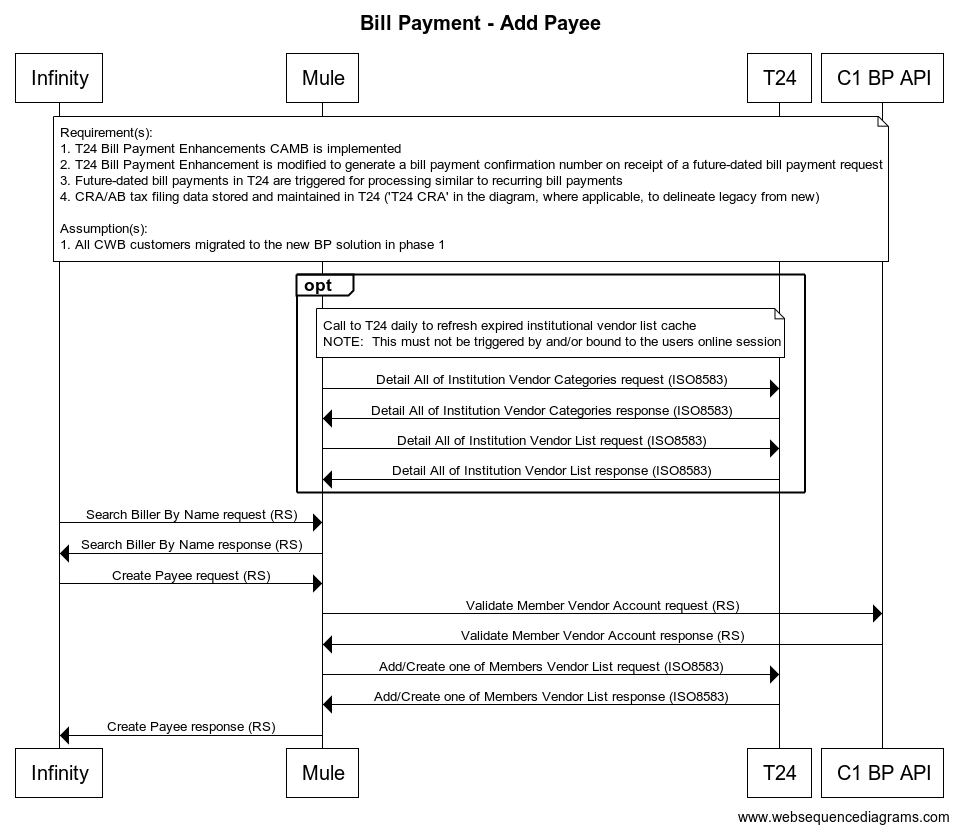 Bill Payment - Add Payee
Infinity
Mule
T24
C1 BP API
Requirement(s):
1. T24 Bill Payment Enhancements CAMB is implemented
2. T24 Bill Payment Enhancement is modified to generate a bill payment confirmation number on receipt of a future-dated bill payment request
3. Future-dated bill payments in T24 are triggered for processing similar to recurring bill payments
4. CRA/AB tax filing data stored and maintained in T24 ('T24 CRA' in the diagram, where applicable, to delineate legacy from new)
Assumption(s):
1. All CWB customers migrated to the new BP solution in phase 1
opt
Call to T24 daily to refresh expired institutional vendor list cache
NOTE:  This must not be triggered by and/or bound to the users online session
Detail All of Institution Vendor Categories request (ISO8583)
Detail All of Institution Vendor Categories response (ISO8583)
Detail All of Institution Vendor List request (ISO8583)
Detail All of Institution Vendor List response (ISO8583)
Search Biller By Name request (RS)
Search Biller By Name response (RS)
Create Payee request (RS)
Validate Member Vendor Account request (RS)
Validate Member Vendor Account response (RS)
Add/Create one of Members Vendor List request (ISO8583)
Add/Create one of Members Vendor List response (ISO8583)
Create Payee response (RS)
Infinity
Mule
T24
C1 BP API
www.websequencediagrams.com